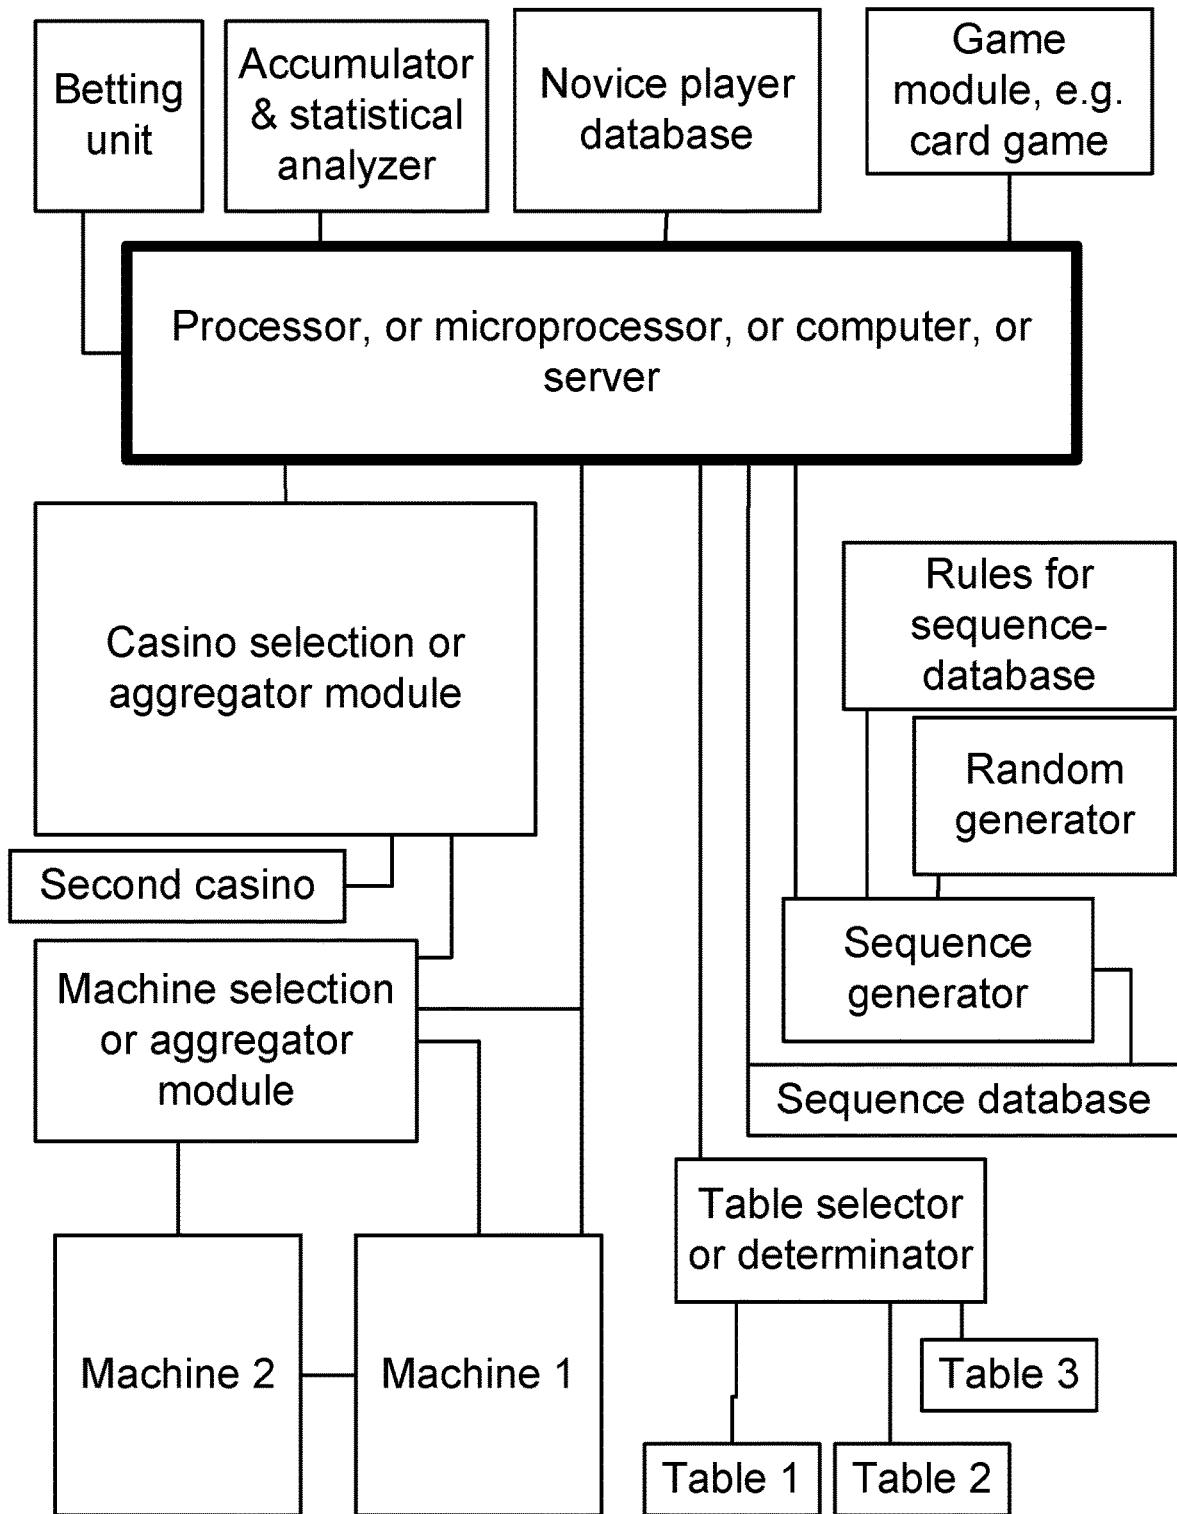 Betting
unit
Accumulator
& statistical
analyzer
Novice player
database
Game
module, e.g.
card game
Processor, or microprocessor, or computer, or
server
Casino selection or
aggregator module
Rules for
sequence-
database
Random
generator
Second casino
Sequence
generator
Machine selection
or aggregator
module
Sequence database
Table selector
or determinator
Machine 2
Machine 1
Table 3
Table 1
Table 2